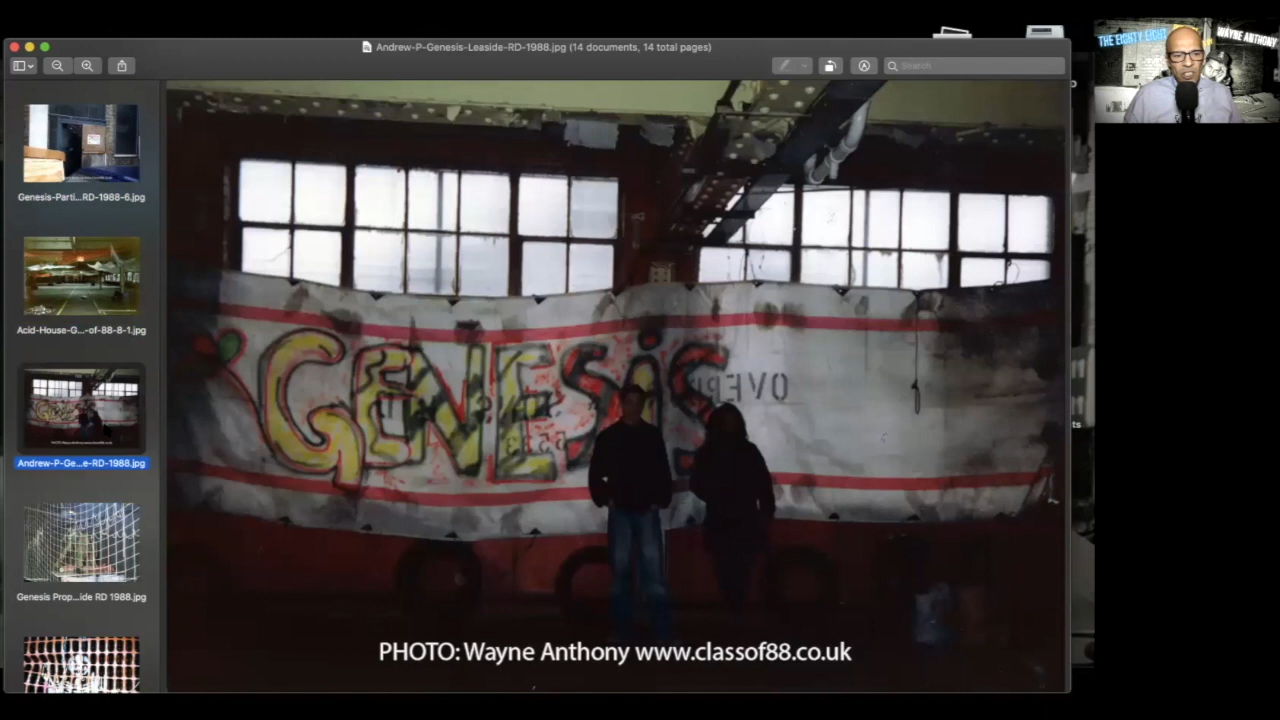 Andrew-P-Genesis-Leaside-RD-1988.jpg (14 documents, 14 total pages)
Search
THE EIGHTY EIGHT
WAYNE ANTHONY
Genesis-Parti...RD-1988-6.jpg
Acid-House-G...-of-88-8-1.jpg
Andrew-P-Ge...e-RD-1988.jpg
Genesis Prop...ide RD 1988.jpg
GENESIS
PHOTO: Wayne Anthony www.classof88.co.uk